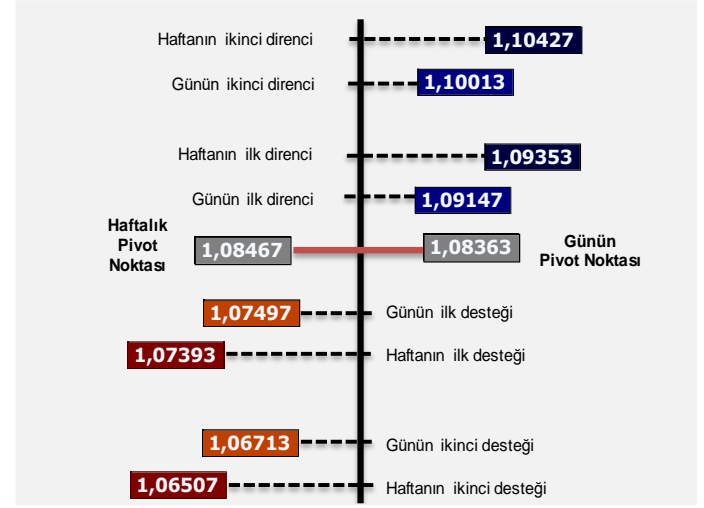 Haftanın ikinci direnci 1,10427
Günün ikinci direnci 1,10013
Haftanın ilk direnci 1,09353
Günün ilk direnci 1,09147
Haftalık
Pivot
Noktası
1,08467 1,08363
Günün
Pivot Noktası
1,07497 Günün ilk desteği
1,07393 Haftanın ilk desteği
1,06713 Günün ikinci desteği
1,06507 Haftanın ikinci desteği